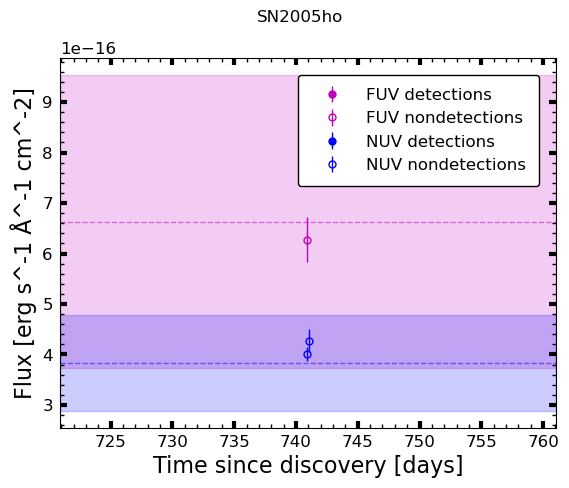 SN2005ho
1e−16
FUV detections
FUV nondetections
NUV detections
NUV nondetections
9
8
7
6
5
4
3
Flux [erg s^-1 Å^-1 cm^-2]
725 730 735 740 745 750 755 760
Time since discovery [days]